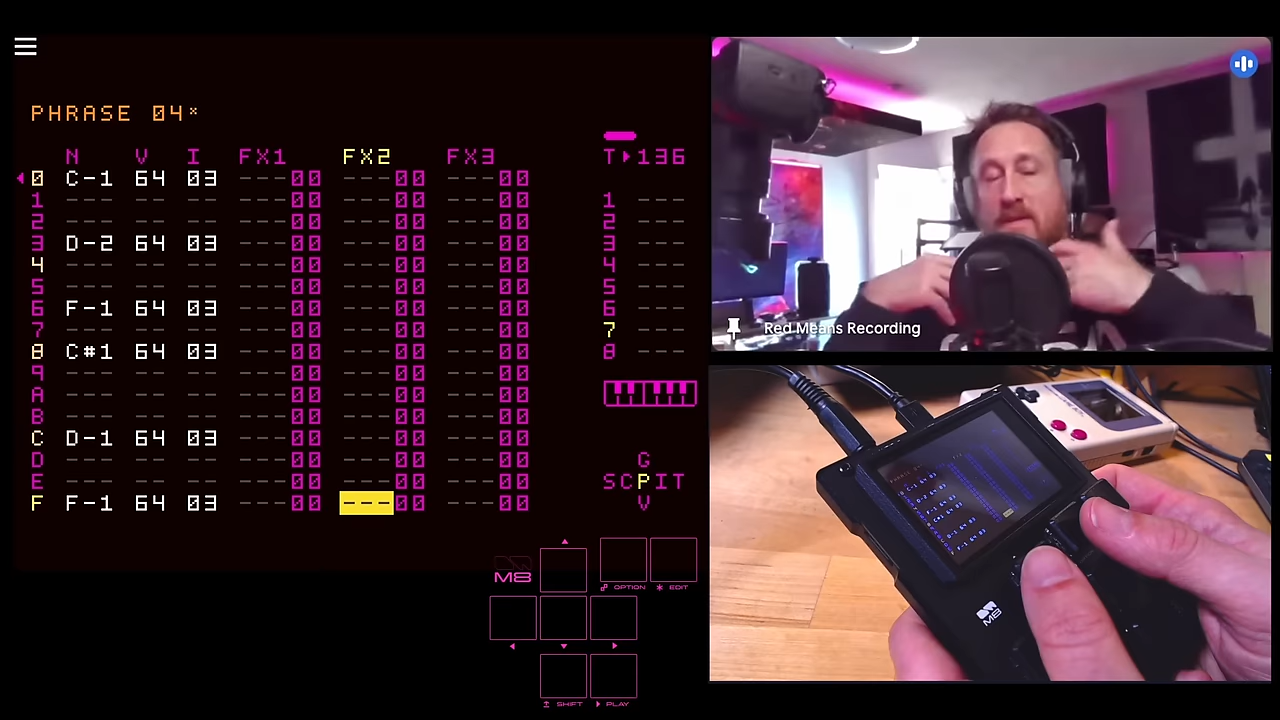 PHRASE 04*
N V I FX1 FX2 FX3 T▸136
0 C-1 64 03 ---00 ---00 ---00
1 --- -- -- ---00 ---00 ---00 1 ---
2 --- -- -- ---00 ---00 ---00 2 ---
3 D-2 64 03 ---00 ---00 ---00 3 ---
4 --- -- -- ---00 ---00 ---00 4 ---
5 --- -- -- ---00 ---00 ---00 5 ---
6 F-1 64 03 ---00 ---00 ---00 6 ---
7 --- -- -- ---00 ---00 ---00 7 ---
8 C#1 64 03 ---00 ---00 ---00 8 ---
9 --- -- -- ---00 ---00 ---00
A --- -- -- ---00 ---00 ---00
B --- -- -- ---00 ---00 ---00
C D-1 64 03 ---00 ---00 ---00
D --- -- -- ---00 ---00 ---00 G
E --- -- -- ---00 ---00 ---00 SCPIT
F F-1 64 03 ---00 ---00 ---00 V
M8
OPTION EDIT
SHIFT PLAY
Red Means Recording
M8